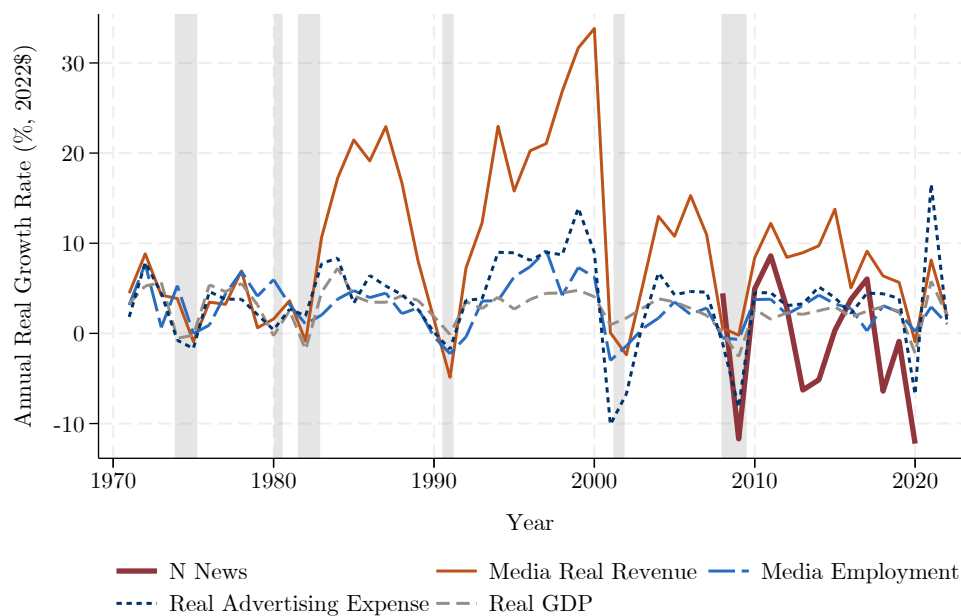 Annual Real Growth Rate (%, 2022$)
30
20
10
0
-10
1970
1980
1990
2000
2010
2020
Year
N News
Media Real Revenue
Media Employment
Real Advertising Expense
Real GDP